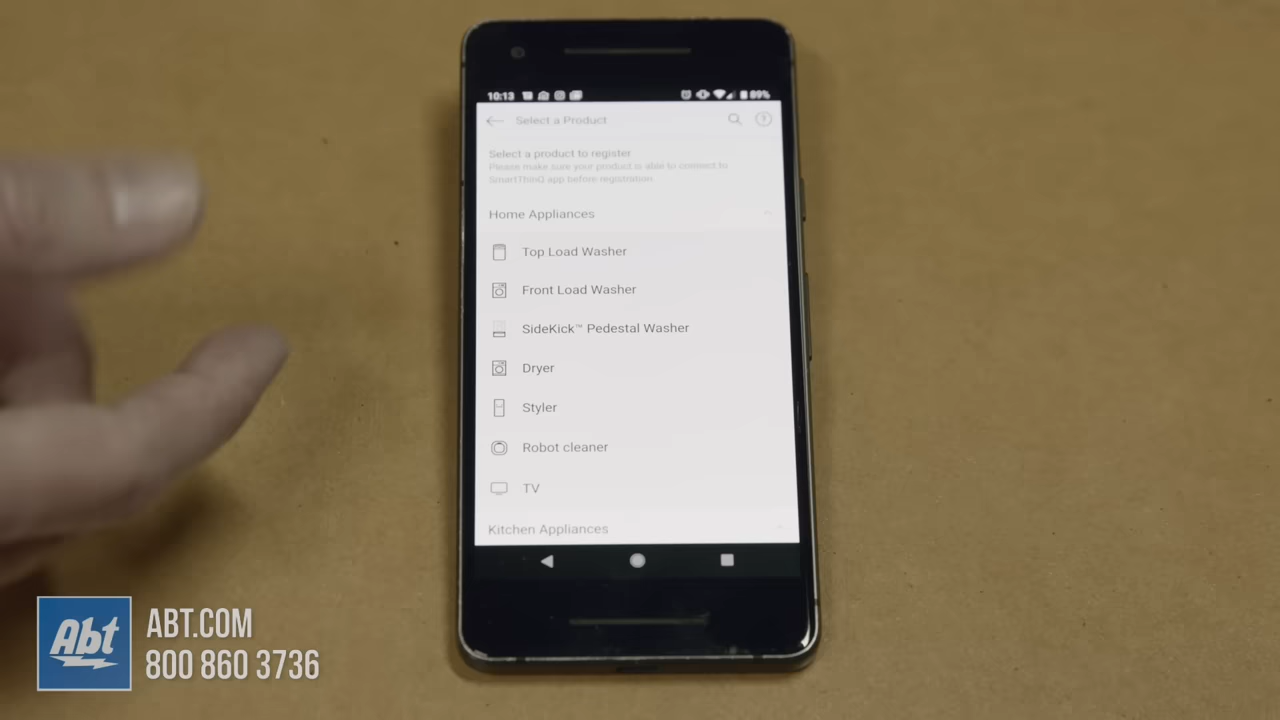 10:13
89%
Select a Product
Select a product to register
Please make sure your product is able to connect to
SmartThinQ app before registration.
Home Appliances
Top Load Washer
Front Load Washer
SideKick™ Pedestal Washer
Dryer
Styler
Robot cleaner
TV
Kitchen Appliances
Abt
ABT.COM
800 860 3736